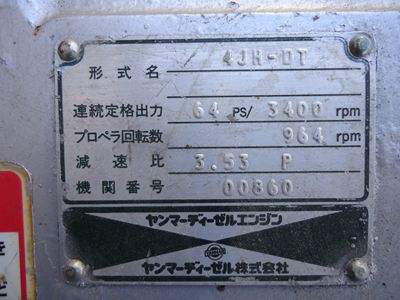 形式名 4JH-DT
連続定格出力 64 PS/ 3400 rpm
プロペラ回転数 964 rpm
減速比 3.53 P
機関番号 00860
ヤンマーディーゼルエンジン
ヤンマーディーゼル株式会社